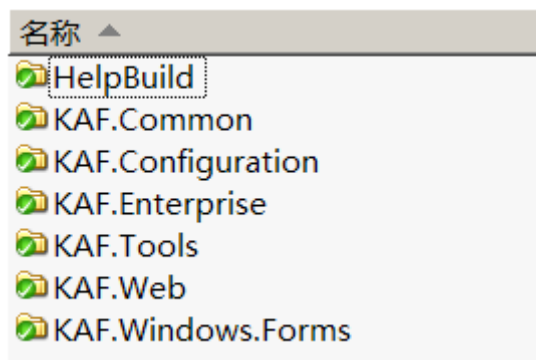 名称
HelpBuild
KAF.Common
KAF.Configuration
KAF.Enterprise
KAF.Tools
KAF.Web
KAF.Windows.Forms